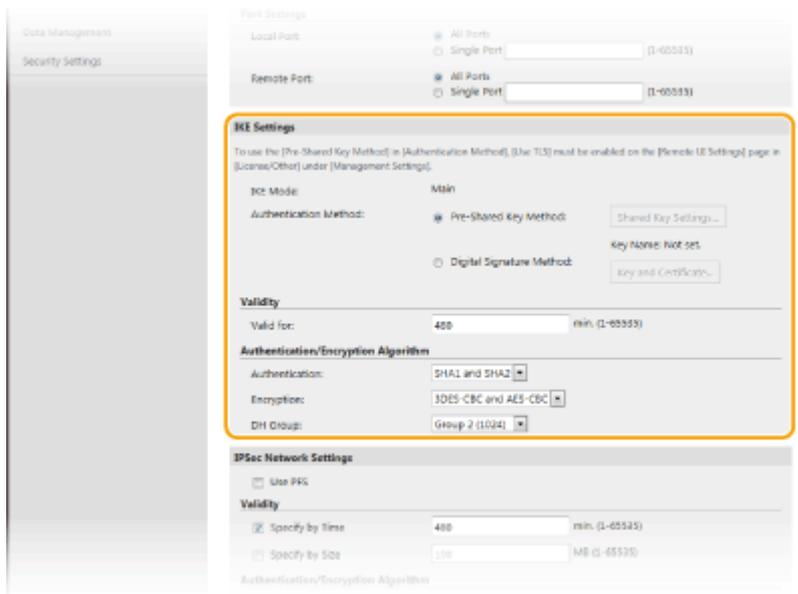 Port Settings
Data Management
Local Port:
All Ports
Single Port
(1-65535)
Security Settings
Remote Port:
All Ports
Single Port
(1-65535)
IKE Settings
To use the [Pre-Shared Key Method] in [Authentication Method], [Use TLS] must be enabled on the [Remote UI Settings] page in
[License/Other] under [Management Settings].
IKE Mode:
Main
Authentication Method:
Pre-Shared Key Method:
Shared Key Settings...
Key Name: Not set.
Digital Signature Method:
Key and Certificate...
Validity
Valid for:
480
min. (1-65535)
Authentication/Encryption Algorithm
Authentication:
SHA1 and SHA2
Encryption:
3DES-CBC and AES-CBC
DH Group:
Group 2 (1024)
IPSec Network Settings
Use PFS
Validity
Specify by Time
480
min. (1-65535)
Specify by Size
100
MB (1-65535)
Authentication/Encryption Algorithm